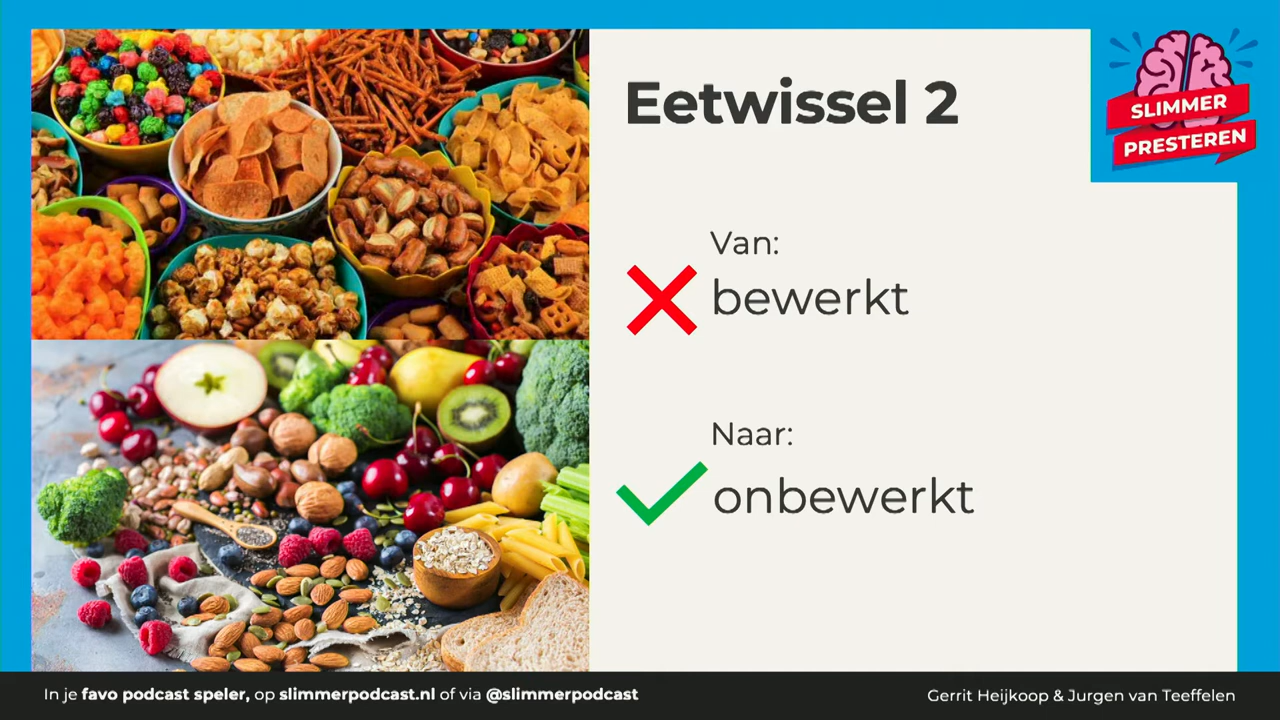 Eetwissel 2
SLIMMER
PRESTEREN
Van:
bewerkt
Naar:
onbewerkt
In je favo podcast speler, op slimmerpodcast.nl of via @slimmerpodcast
Gerrit Heijkoop & Jurgen van Teeffelen